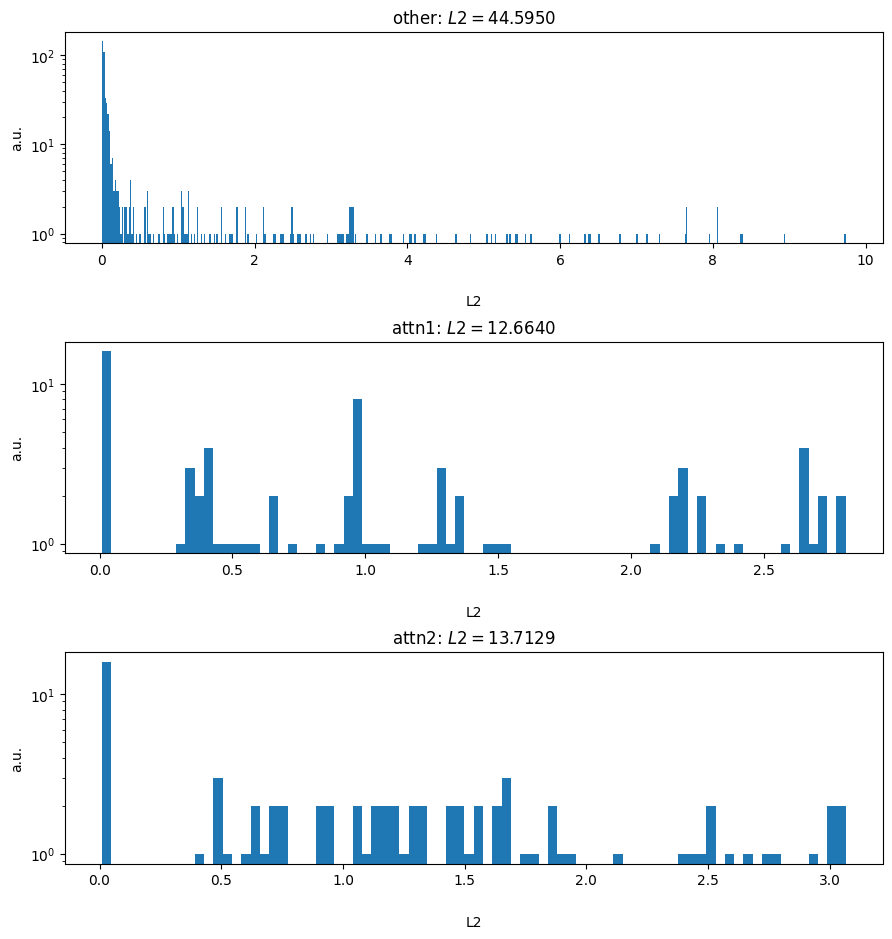 other: L2 = 44.5950
a.u.
10²
10¹
10⁰
0 2 4 6 8 10
L2
attn1: L2 = 12.6640
a.u.
10¹
10⁰
0.0 0.5 1.0 1.5 2.0 2.5
L2
attn2: L2 = 13.7129
a.u.
10¹
10⁰
0.0 0.5 1.0 1.5 2.0 2.5 3.0
L2